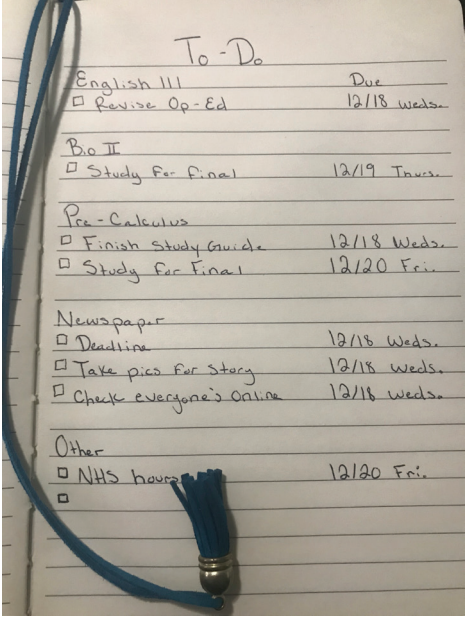 To-Do
English III Due
Revise Op-Ed 12/18 Weds.
Bio II
Study for final 12/19 Thurs.
Pre-Calculus
Finish Study Guide 12/18 Weds.
Study for Final 12/20 Fri.
Newspaper
Deadline 12/18 Weds.
Take pics for story 12/18 Weds.
Check everyone's online 12/18 Weds.
Other
NHS hours 12/20 Fri.